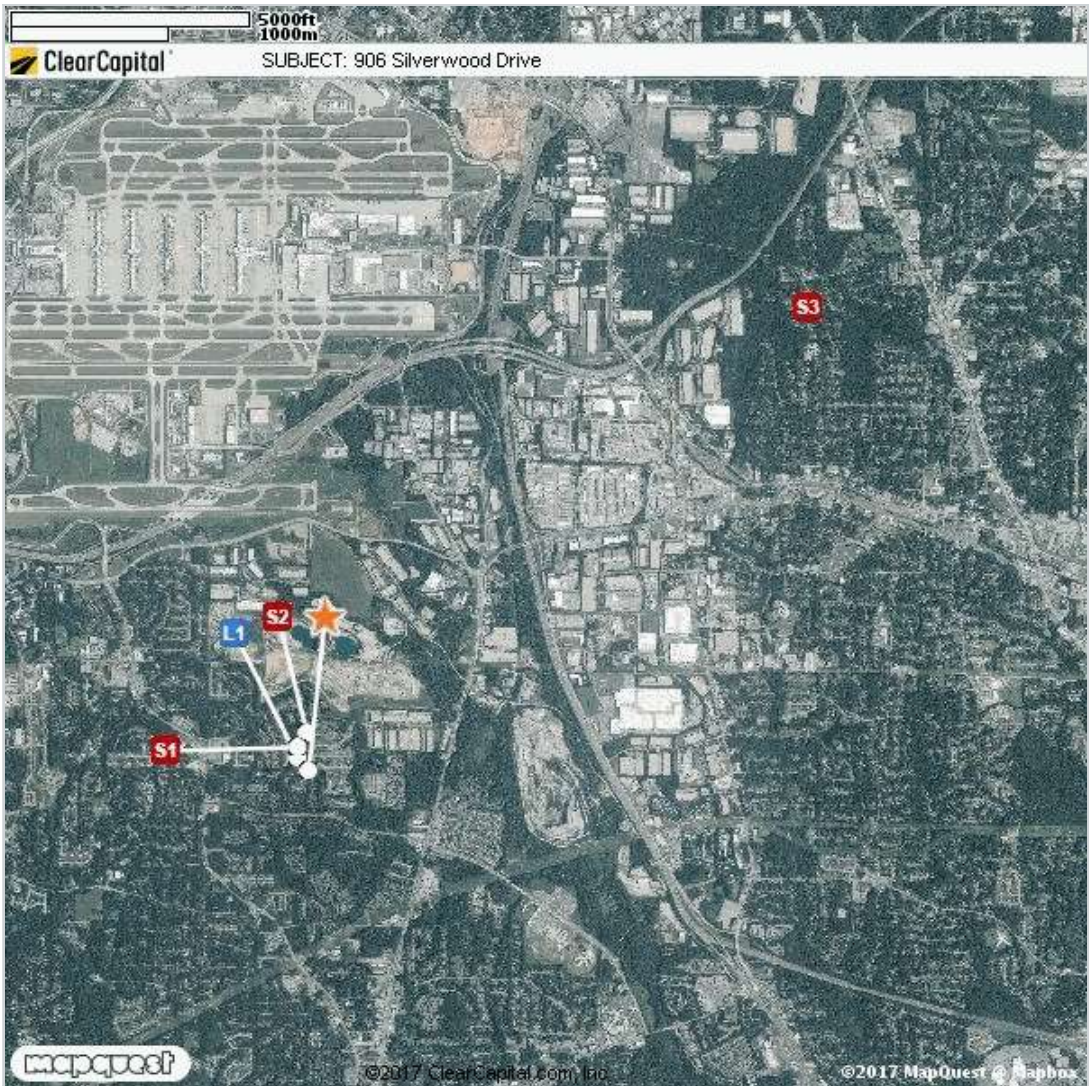 5000ft
1000m
ClearCapital SUBJECT: 906 Silverwood Drive
S3
S2
L1
S1
mapquest
©2017 ClearCapital.com, Inc
©2017 MapQuest © Mapbox